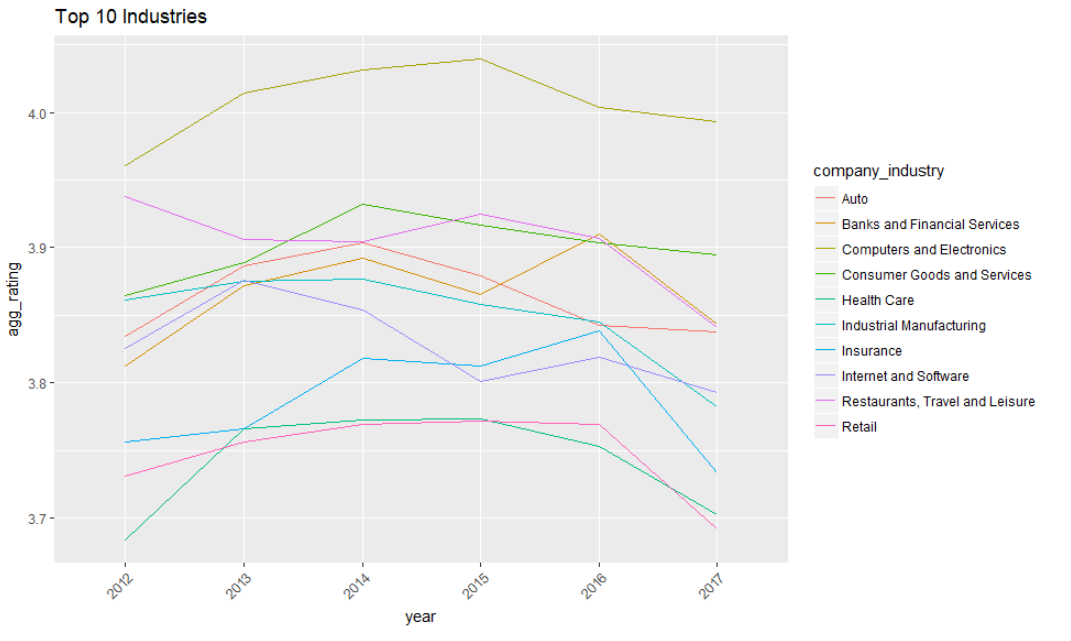 Top 10 Industries
agg_rating
4.0
3.9
3.8
3.7
2012
2013
2014
2015
2016
2017
year
company_industry
Auto
Banks and Financial Services
Computers and Electronics
Consumer Goods and Services
Health Care
Industrial Manufacturing
Insurance
Internet and Software
Restaurants, Travel and Leisure
Retail